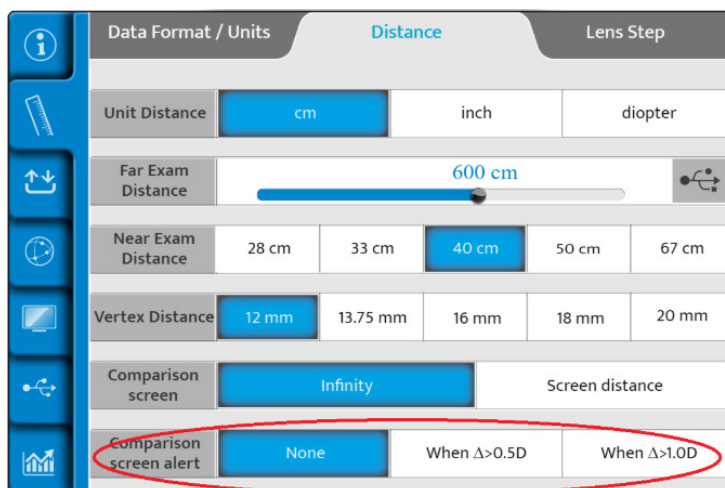 Data Format / Units
Distance
Lens Step
Unit Distance
cm
inch
diopter
Far Exam
Distance
600 cm
Near Exam
Distance
28 cm
33 cm
40 cm
50 cm
67 cm
Vertex Distance
12 mm
13.75 mm
16 mm
18 mm
20 mm
Comparison
screen
Infinity
Screen distance
Comparison
screen alert
None
When Δ>0.5D
When Δ>1.0D